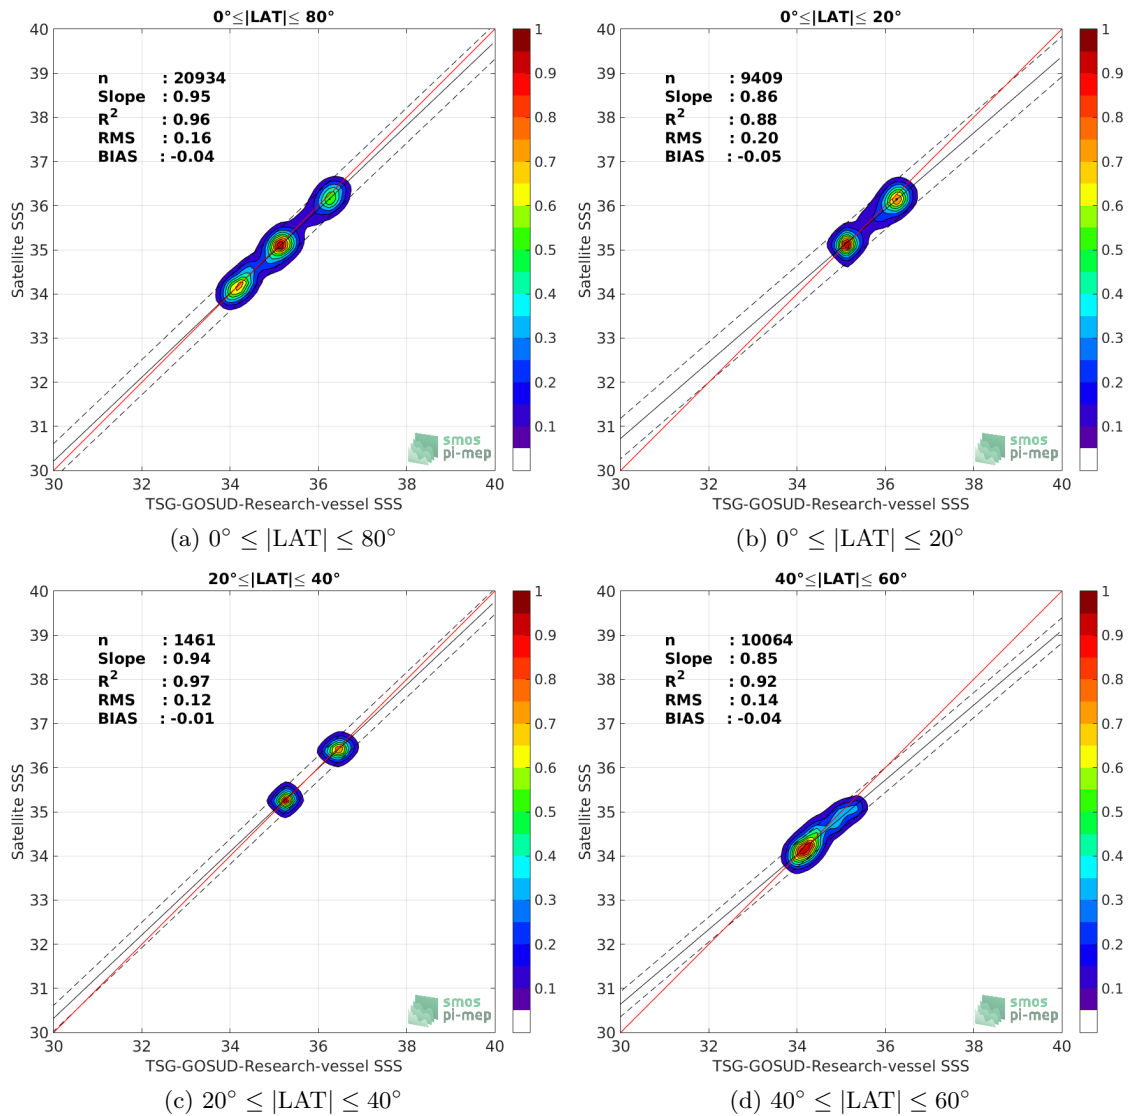 0°≤|LAT|≤ 80°
40
39
38
37
36
35
34
33
32
31
30
n : 20934
Slope : 0.95
R² : 0.96
RMS : 0.16
BIAS : -0.04
1
0.9
0.8
0.7
0.6
0.5
0.4
0.3
0.2
0.1
Satellite SSS
smos
pi-mep
30 32 34 36 38 40
TSG-GOSUD-Research-vessel SSS
(a) 0° ≤ |LAT| ≤ 80°
0°≤|LAT|≤ 20°
40
39
38
37
36
35
34
33
32
31
30
n : 9409
Slope : 0.86
R² : 0.88
RMS : 0.20
BIAS : -0.05
1
0.9
0.8
0.7
0.6
0.5
0.4
0.3
0.2
0.1
Satellite SSS
smos
pi-mep
30 32 34 36 38 40
TSG-GOSUD-Research-vessel SSS
(b) 0° ≤ |LAT| ≤ 20°
20°≤|LAT|≤ 40°
40
39
38
37
36
35
34
33
32
31
30
n : 1461
Slope : 0.94
R² : 0.97
RMS : 0.12
BIAS : -0.01
1
0.9
0.8
0.7
0.6
0.5
0.4
0.3
0.2
0.1
Satellite SSS
smos
pi-mep
30 32 34 36 38 40
TSG-GOSUD-Research-vessel SSS
(c) 20° ≤ |LAT| ≤ 40°
40°≤|LAT|≤ 60°
40
39
38
37
36
35
34
33
32
31
30
n : 10064
Slope : 0.85
R² : 0.92
RMS : 0.14
BIAS : -0.04
1
0.9
0.8
0.7
0.6
0.5
0.4
0.3
0.2
0.1
Satellite SSS
smos
pi-mep
30 32 34 36 38 40
TSG-GOSUD-Research-vessel SSS
(d) 40° ≤ |LAT| ≤ 60°